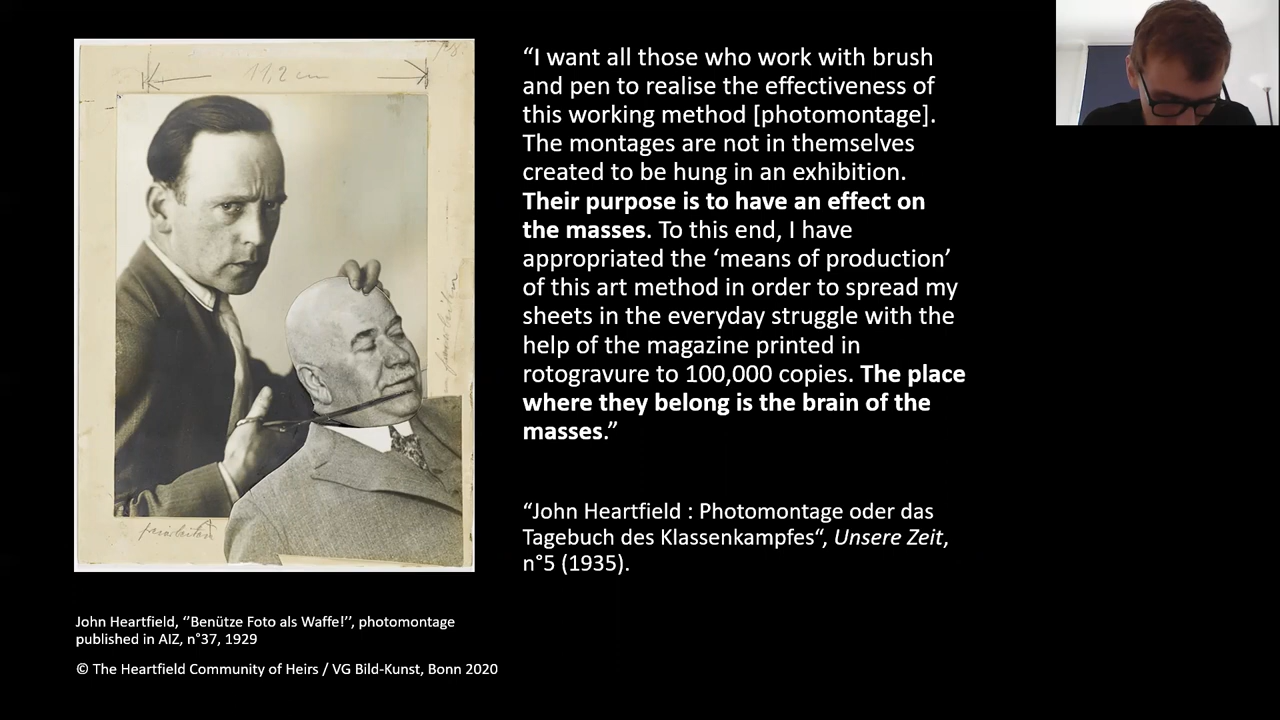 11,2 cm
“I want all those who work with brush
and pen to realise the effectiveness of
this working method [photomontage].
The montages are not in themselves
created to be hung in an exhibition.
Their purpose is to have an effect on
the masses. To this end, I have
appropriated the ‘means of production’
of this art method in order to spread my
sheets in the everyday struggle with the
help of the magazine printed in
rotogravure to 100,000 copies. The place
where they belong is the brain of the
masses.”
“John Heartfield : Photomontage oder das
Tagebuch des Klassenkampfes“, Unsere Zeit,
n°5 (1935).
John Heartfield, ‘’Benütze Foto als Waffe!’’, photomontage
published in AIZ, n°37, 1929
© The Heartfield Community of Heirs / VG Bild-Kunst, Bonn 2020